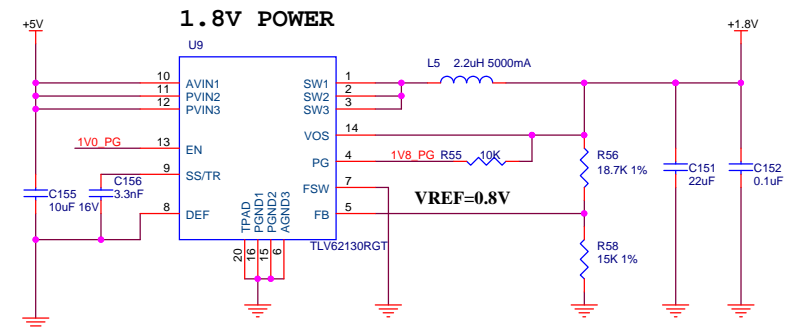 1.8V POWER
+5V
+1.8V
U9
L5 2.2uH 5000mA
10
AVIN1
SW1
1
11
PVIN2
SW2
2
12
PVIN3
SW3
3
VOS
14
1V0_PG
13
EN
PG
4
1V8_PG
R55
10K
R56
18.7K 1%
9
SS/TR
FSW
7
C155
10uF 16V
C156
3.3nF
C151
22uF
C152
0.1uF
8
DEF
FB
5
VREF=0.8V
TPAD
PGND1
PGND2
AGND3
TLV62130RGT
20
16
15
6
R58
15K 1%